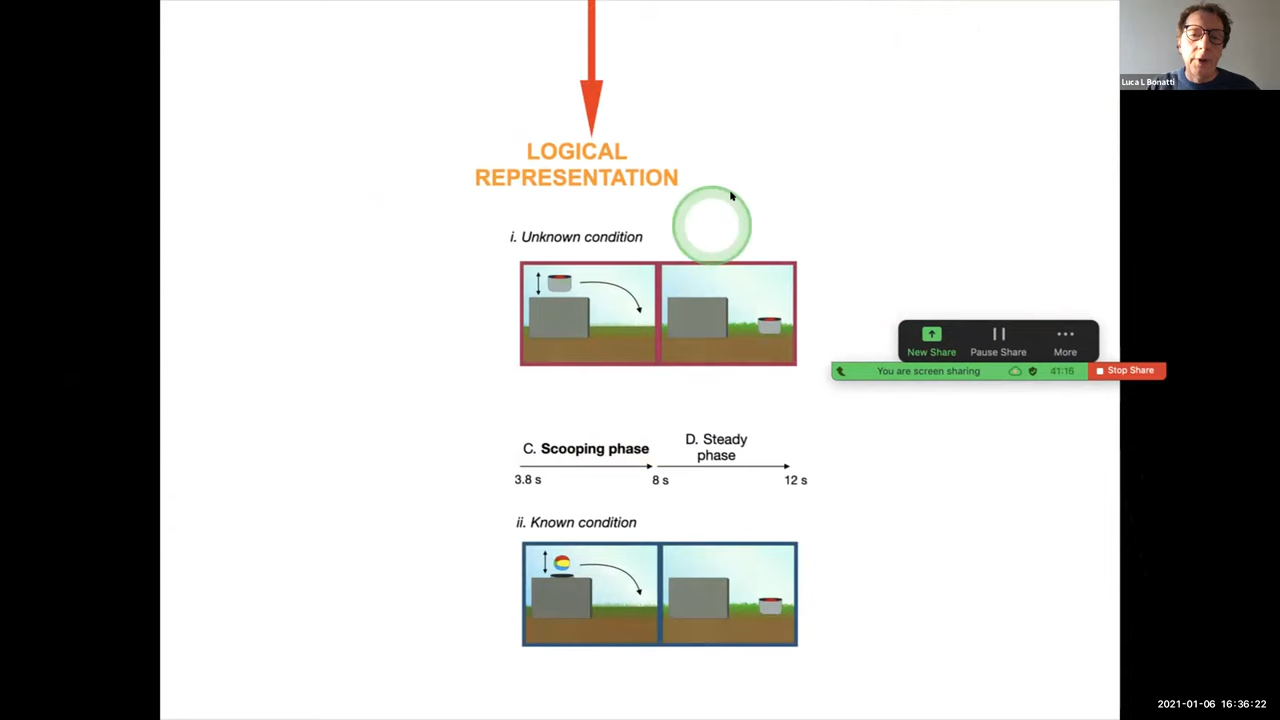 Luca L Bonatti
LOGICAL
REPRESENTATION
i. Unknown condition
New Share
Pause Share
More
You are screen sharing
41:16
Stop Share
C. Scooping phase
D. Steady
phase
3.8 s
8 s
12 s
ii. Known condition
2021-01-06 16:36:22